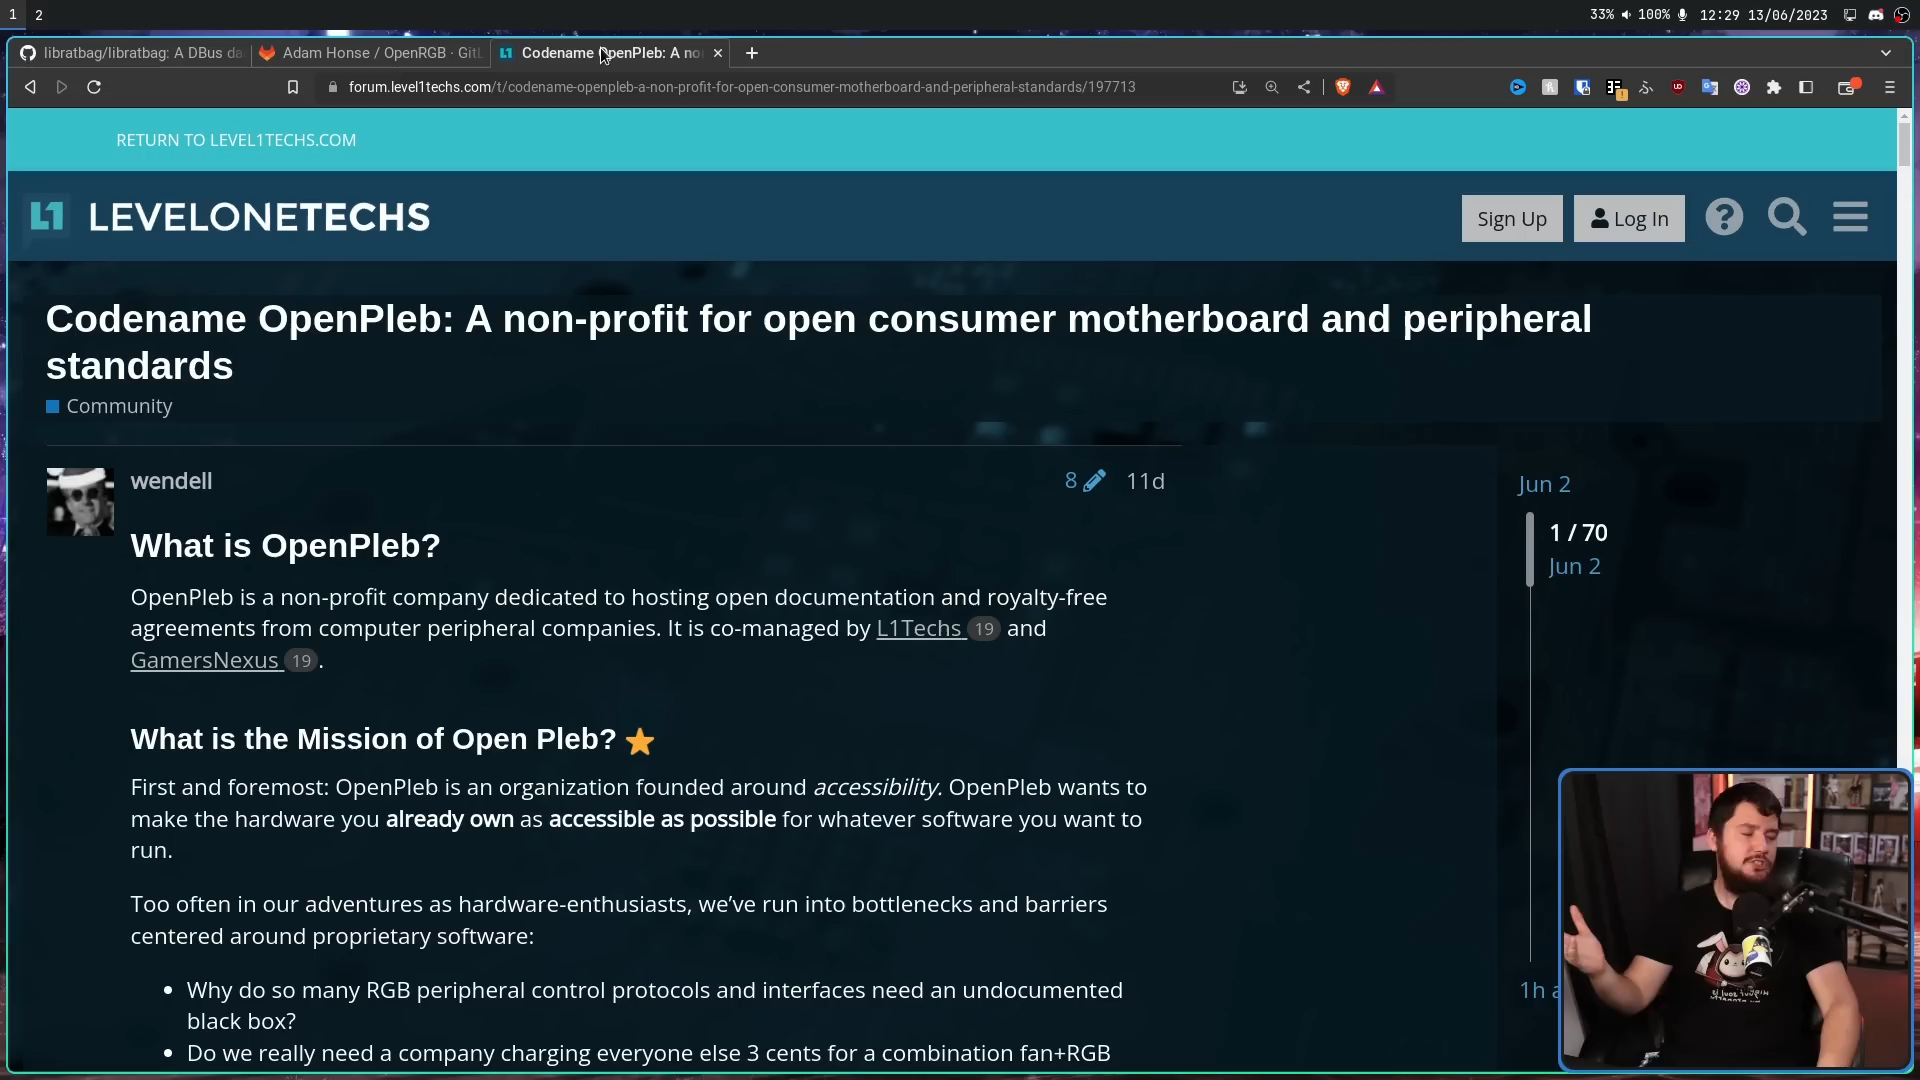 1 2 33% 100% 12:29 13/06/2023
libratbag/libratbag: A DBus da Adam Honse / OpenRGB · GitL Codename OpenPleb: A no
forum.level1techs.com/t/codename-openpleb-a-non-profit-for-open-consumer-motherboard-and-peripheral-standards/197713
RETURN TO LEVEL1TECHS.COM
L1 LEVELONETECHS Sign Up Log In
Codename OpenPleb: A non-profit for open consumer motherboard and peripheral
standards
Community
wendell 8 11d
Jun 2
1 / 70
Jun 2
What is OpenPleb?
OpenPleb is a non-profit company dedicated to hosting open documentation and royalty-free
agreements from computer peripheral companies. It is co-managed by L1Techs 19 and
GamersNexus 19 .
What is the Mission of Open Pleb?
First and foremost: OpenPleb is an organization founded around accessibility. OpenPleb wants to
make the hardware you already own as accessible as possible for whatever software you want to
run.
Too often in our adventures as hardware-enthusiasts, we’ve run into bottlenecks and barriers
centered around proprietary software:
• Why do so many RGB peripheral control protocols and interfaces need an undocumented
black box?
• Do we really need a company charging everyone else 3 cents for a combination fan+RGB
1h a